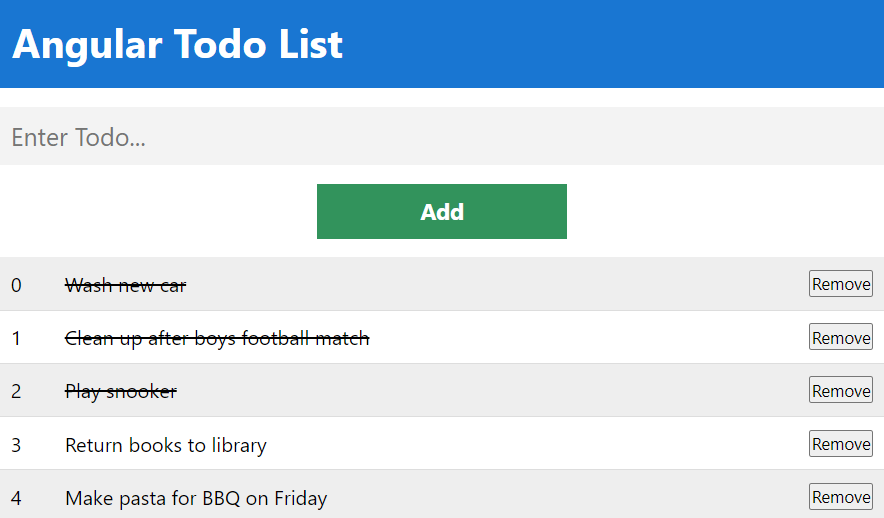 Angular Todo List
Enter Todo...
Add
0 Wash new car Remove
1 Clean up after boys football match Remove
2 Play snooker Remove
3 Return books to library Remove
4 Make pasta for BBQ on Friday Remove